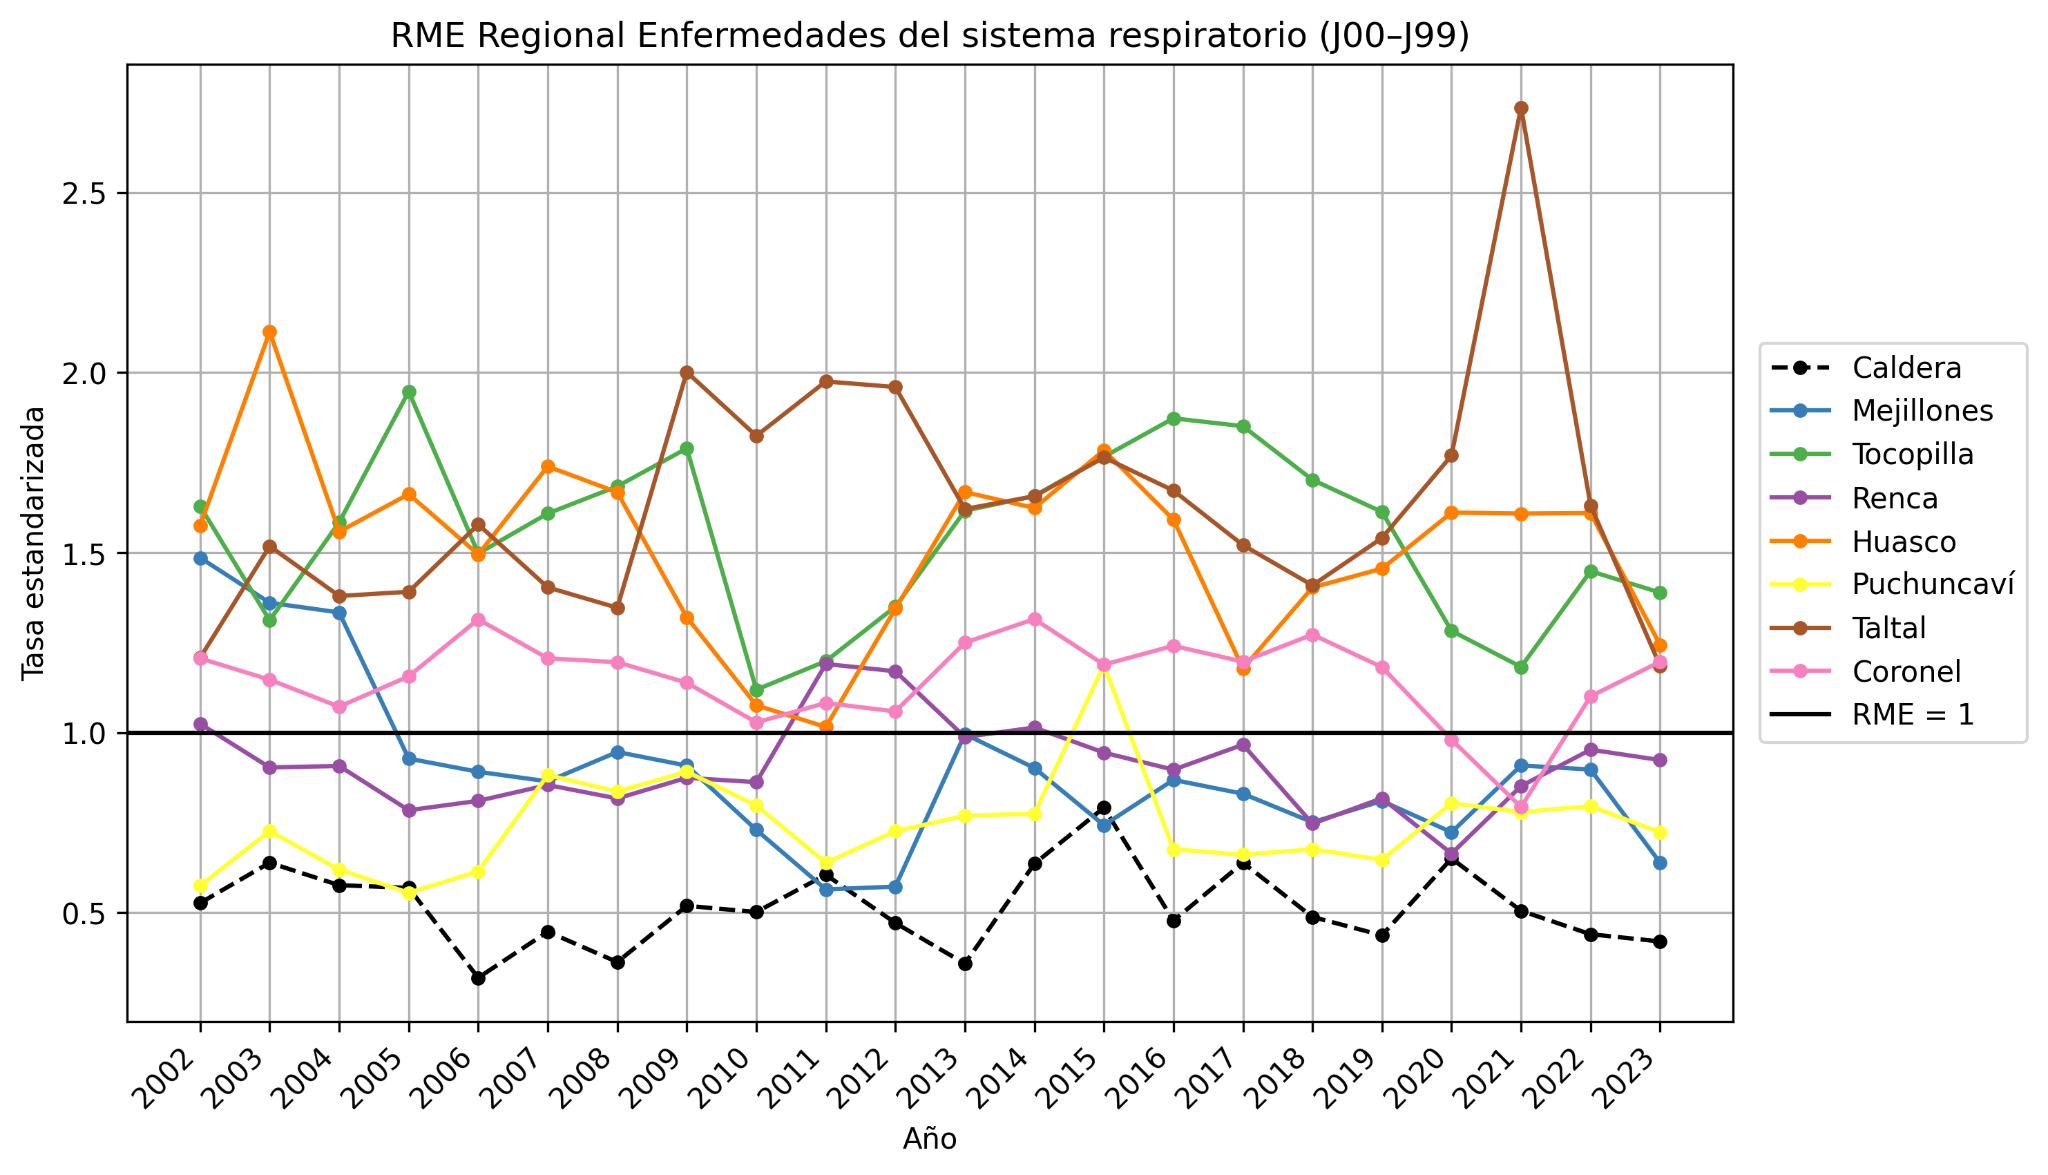 RME Regional Enfermedades del sistema respiratorio (J00–J99)
Tasa estandarizada
2.5
2.0
1.5
1.0
0.5
2002
2003
2004
2005
2006
2007
2008
2009
2010
2011
2012
2013
2014
2015
2016
2017
2018
2019
2020
2021
2022
2023
Año
Caldera
Mejillones
Tocopilla
Renca
Huasco
Puchuncaví
Taltal
Coronel
RME = 1